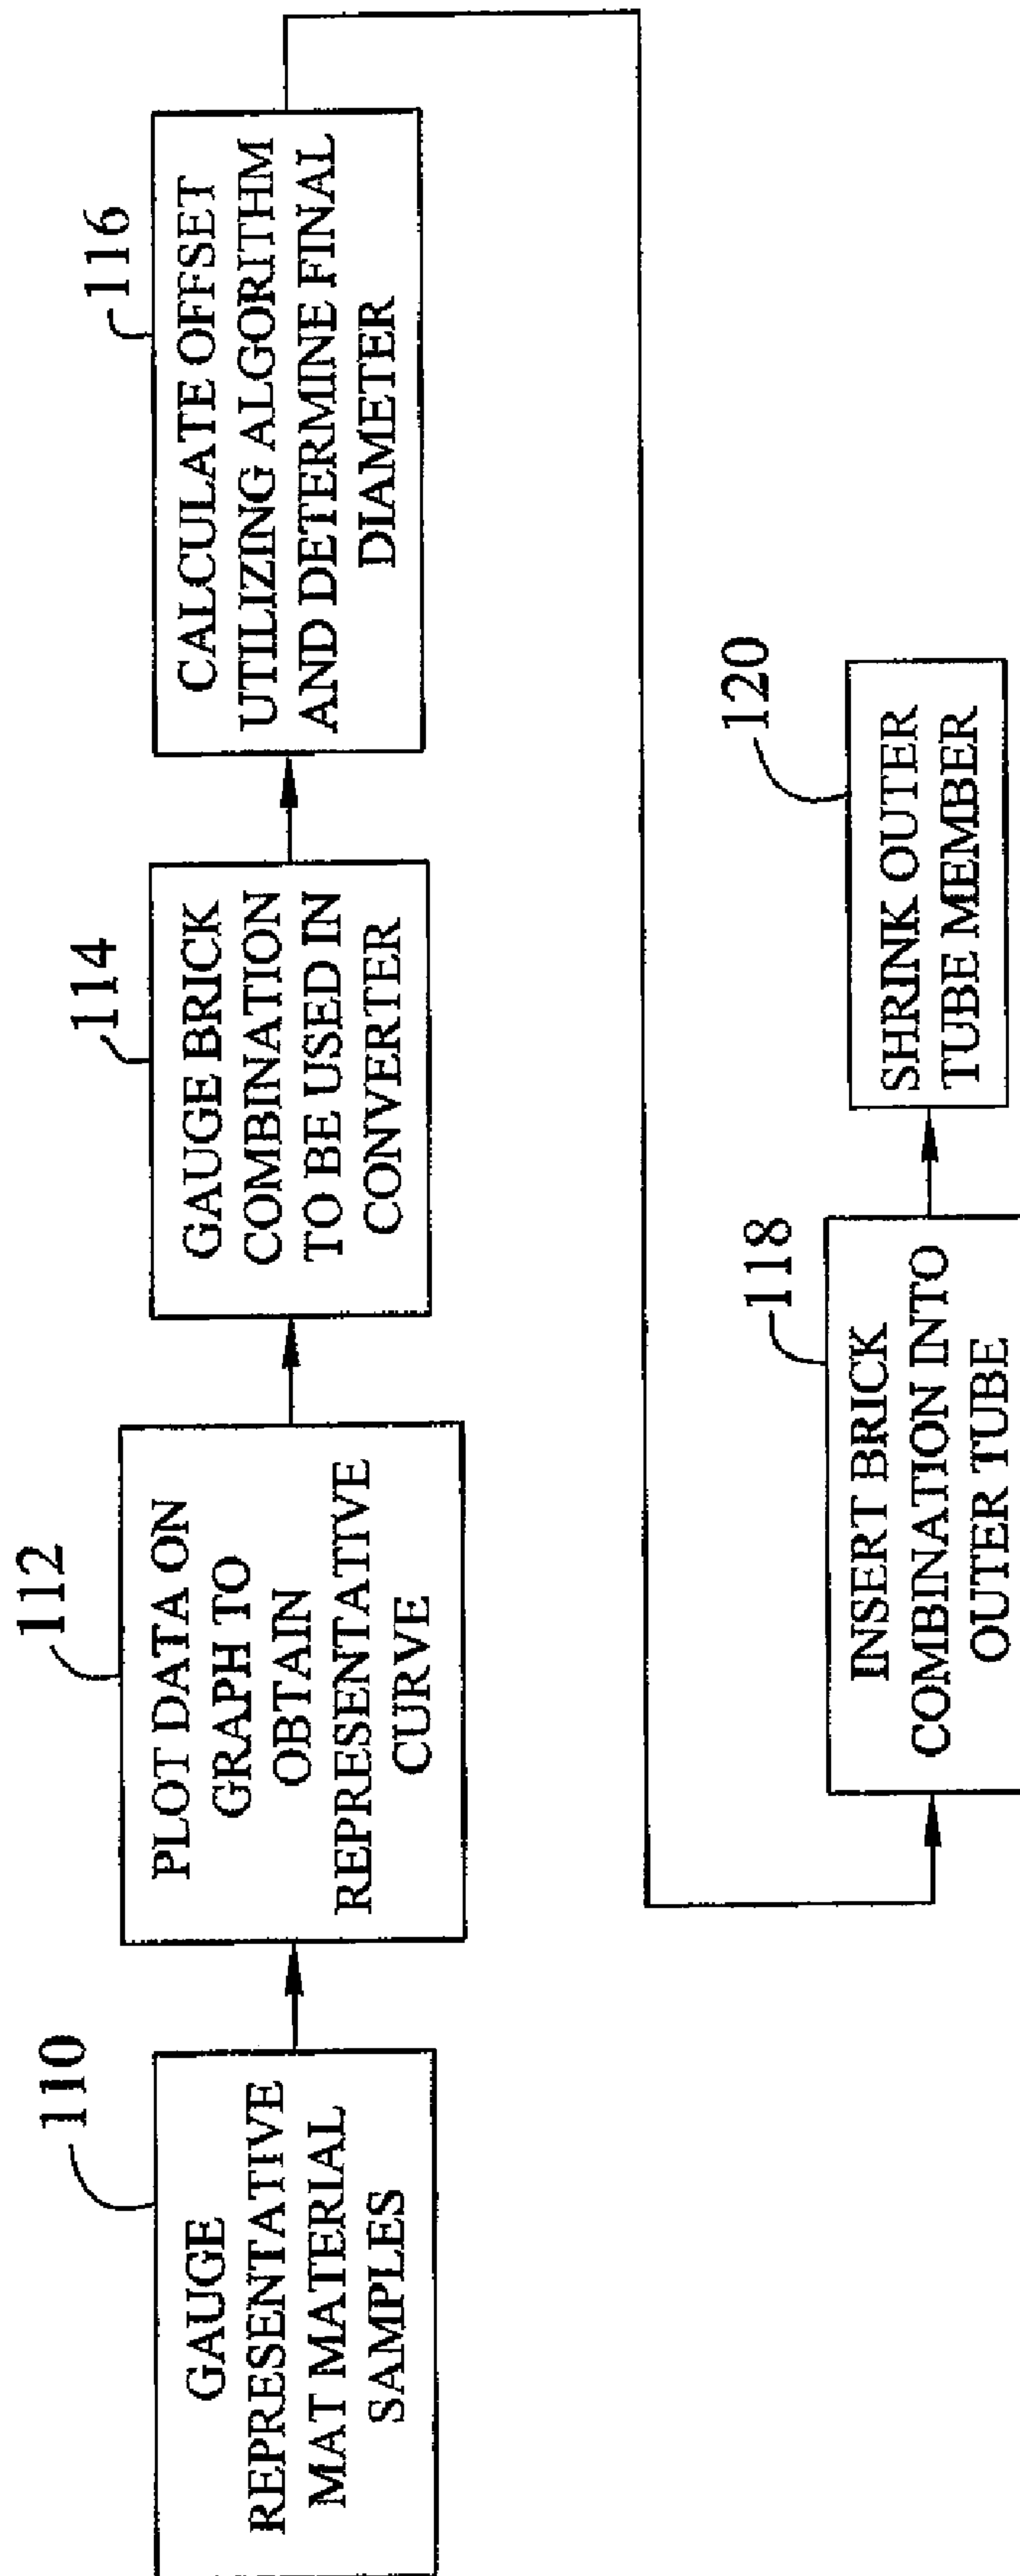 110
GAUGE
REPRESENTATIVE
MAT MATERIAL
SAMPLES
112
PLOT DATA ON
GRAPH TO
OBTAIN
REPRESENTATIVE
CURVE
114
GAUGE BRICK
COMBINATION
TO BE USED IN
CONVERTER
116
CALCULATE OFFSET
UTILIZING ALGORITHM
AND DETERMINE FINAL
DIAMETER
118
INSERT BRICK
COMBINATION INTO
OUTER TUBE
120
SHRINK OUTER
TUBE MEMBER